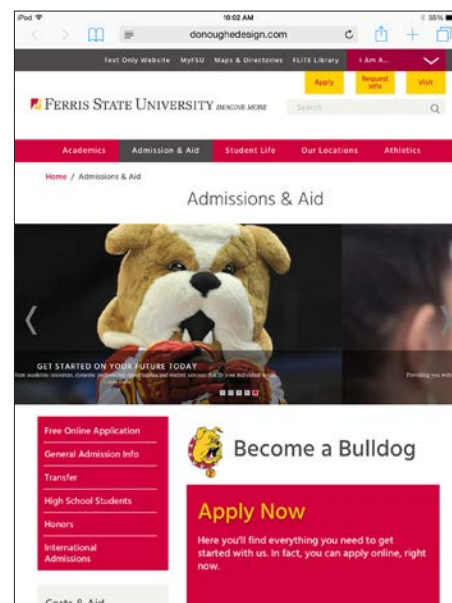 iPad
10:02 AM
55%
donoughedesign.com
Text Only Website MyFSU Maps & Directories FLITE Library I Am A...
Apply Request Info Visit
FERRIS STATE UNIVERSITY IMAGINE MORE
Search
Academics Admission & Aid Student Life Our Locations Athletics
Home / Admissions & Aid
Admissions & Aid
GET STARTED ON YOUR FUTURE TODAY
Providing you with
Free Online Application
General Admission Info
Transfer
High School Students
Honors
International
Admissions
Costs & Aid
Become a Bulldog
Apply Now
Here you'll find everything you need to get
started with us. In fact, you can apply online, right
now.